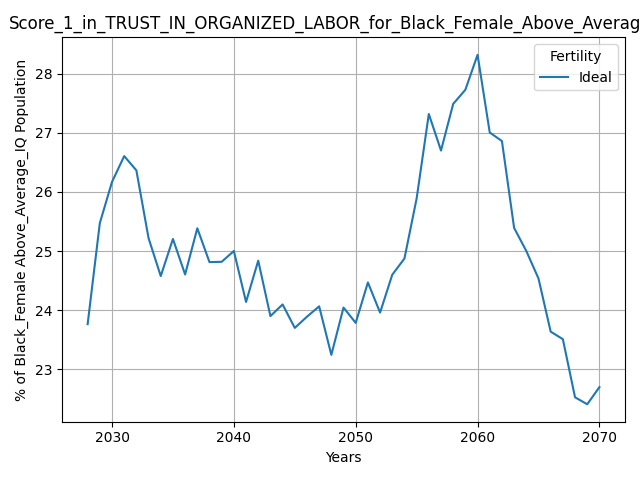 Score_1_in_TRUST_IN_ORGANIZED_LABOR_for_Black_Female_Above_Averag
Fertility
Ideal
% of Black_Female Above_Average_IQ Population
28
27
26
25
24
23
2030 2040 2050 2060 2070
Years